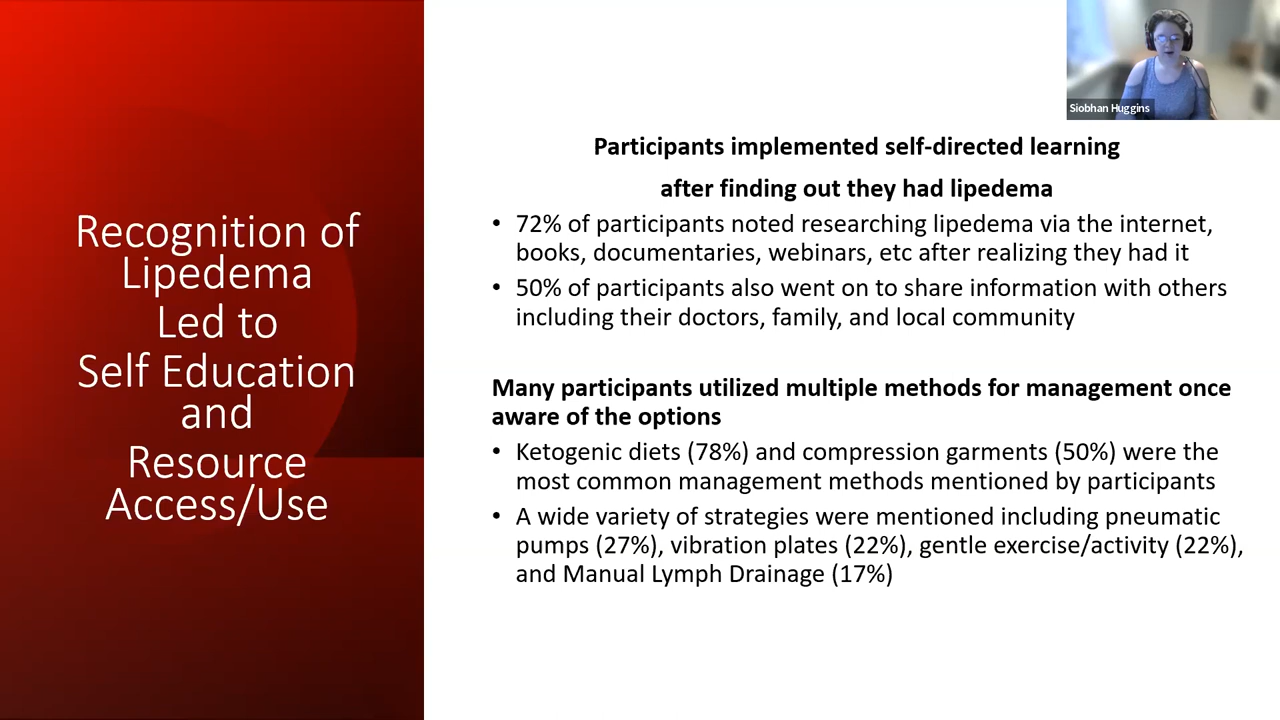 Siobhan Huggins
Recognition of
Lipedema
Led to
Self Education
and
Resource
Access/Use
Participants implemented self-directed learning
after finding out they had lipedema
• 72% of participants noted researching lipedema via the internet,
books, documentaries, webinars, etc after realizing they had it
• 50% of participants also went on to share information with others
including their doctors, family, and local community
Many participants utilized multiple methods for management once
aware of the options
• Ketogenic diets (78%) and compression garments (50%) were the
most common management methods mentioned by participants
• A wide variety of strategies were mentioned including pneumatic
pumps (27%), vibration plates (22%), gentle exercise/activity (22%),
and Manual Lymph Drainage (17%)